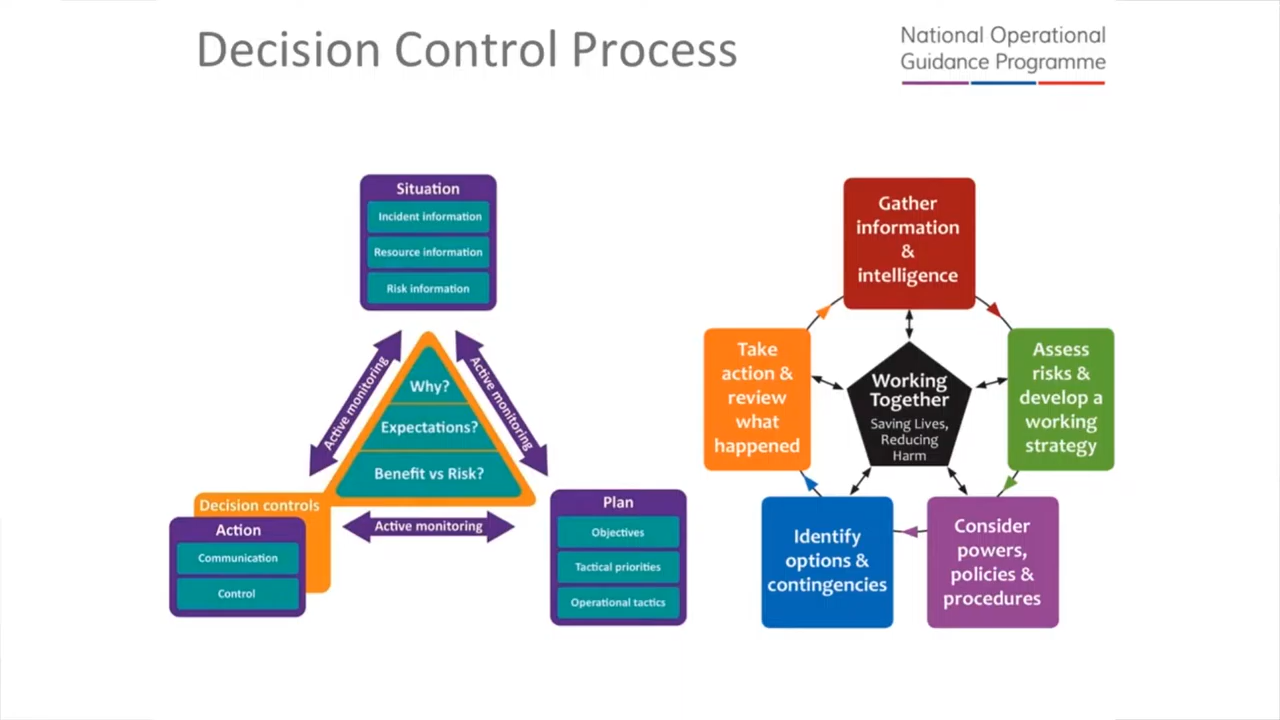 Decision Control Process
National Operational
Guidance Programme
Situation
Incident information
Resource information
Risk information
Active monitoring
Active monitoring
Why?
Expectations?
Benefit vs Risk?
Active monitoring
Decision controls
Action
Communication
Control
Plan
Objectives
Tactical priorities
Operational tactics
Gather
information
&
intelligence
Assess
risks &
develop a
working
strategy
Consider
powers,
policies &
procedures
Identify
options &
contingencies
Take
action &
review
what
happened
Working
Together
Saving Lives,
Reducing
Harm